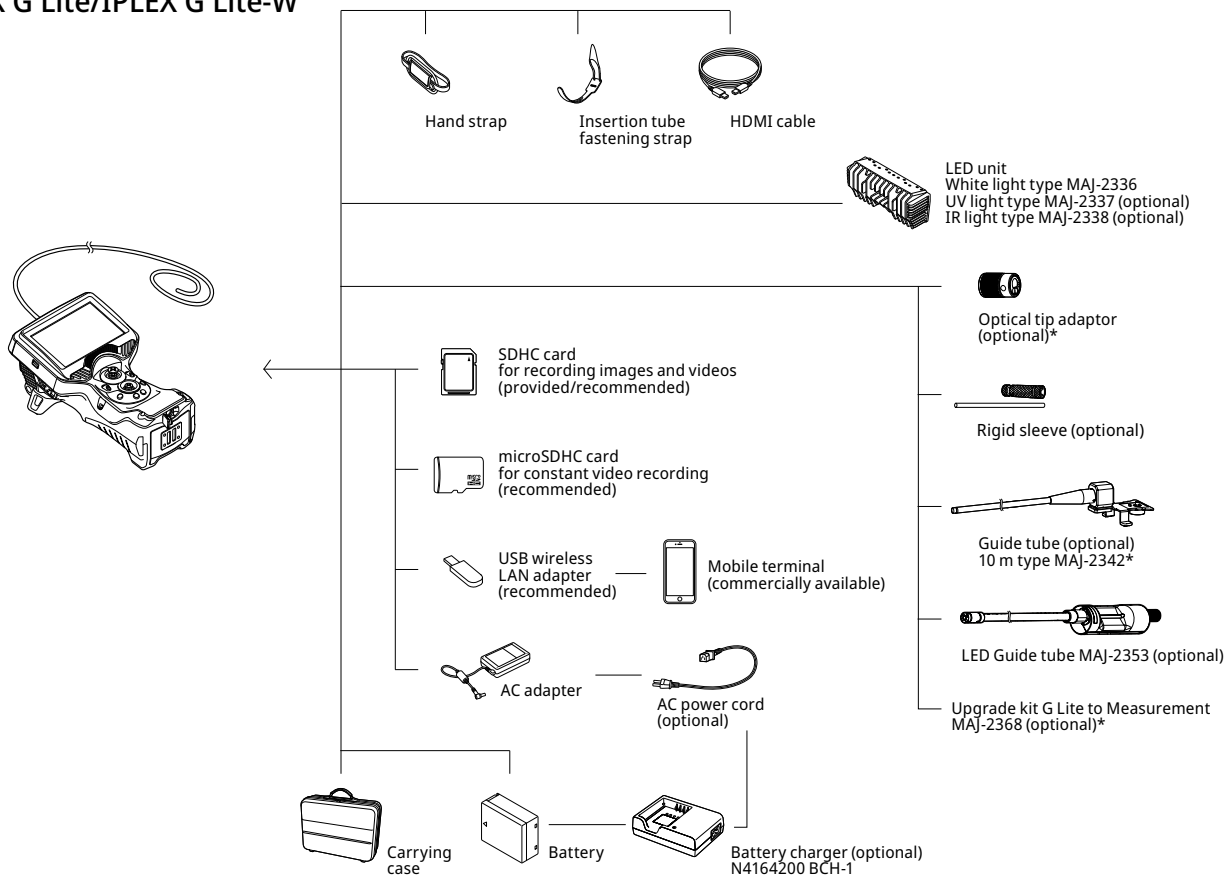 X G Lite/IPLEX G Lite-W
Hand strap
Insertion tube
fastening strap
HDMI cable
LED unit
White light type MAJ-2336
UV light type MAJ-2337 (optional)
IR light type MAJ-2338 (optional)
Optical tip adaptor
(optional)*
SDHC card
for recording images and videos
(provided/recommended)
Rigid sleeve (optional)
microSDHC card
for constant video recording
(recommended)
Guide tube (optional)
10 m type MAJ-2342*
USB wireless
LAN adapter
(recommended)
Mobile terminal
(commercially available)
LED Guide tube MAJ-2353 (optional)
AC adapter
AC power cord
(optional)
Upgrade kit G Lite to Measurement
MAJ-2368 (optional)*
Carrying
case
Battery
Battery charger (optional)
N4164200 BCH-1